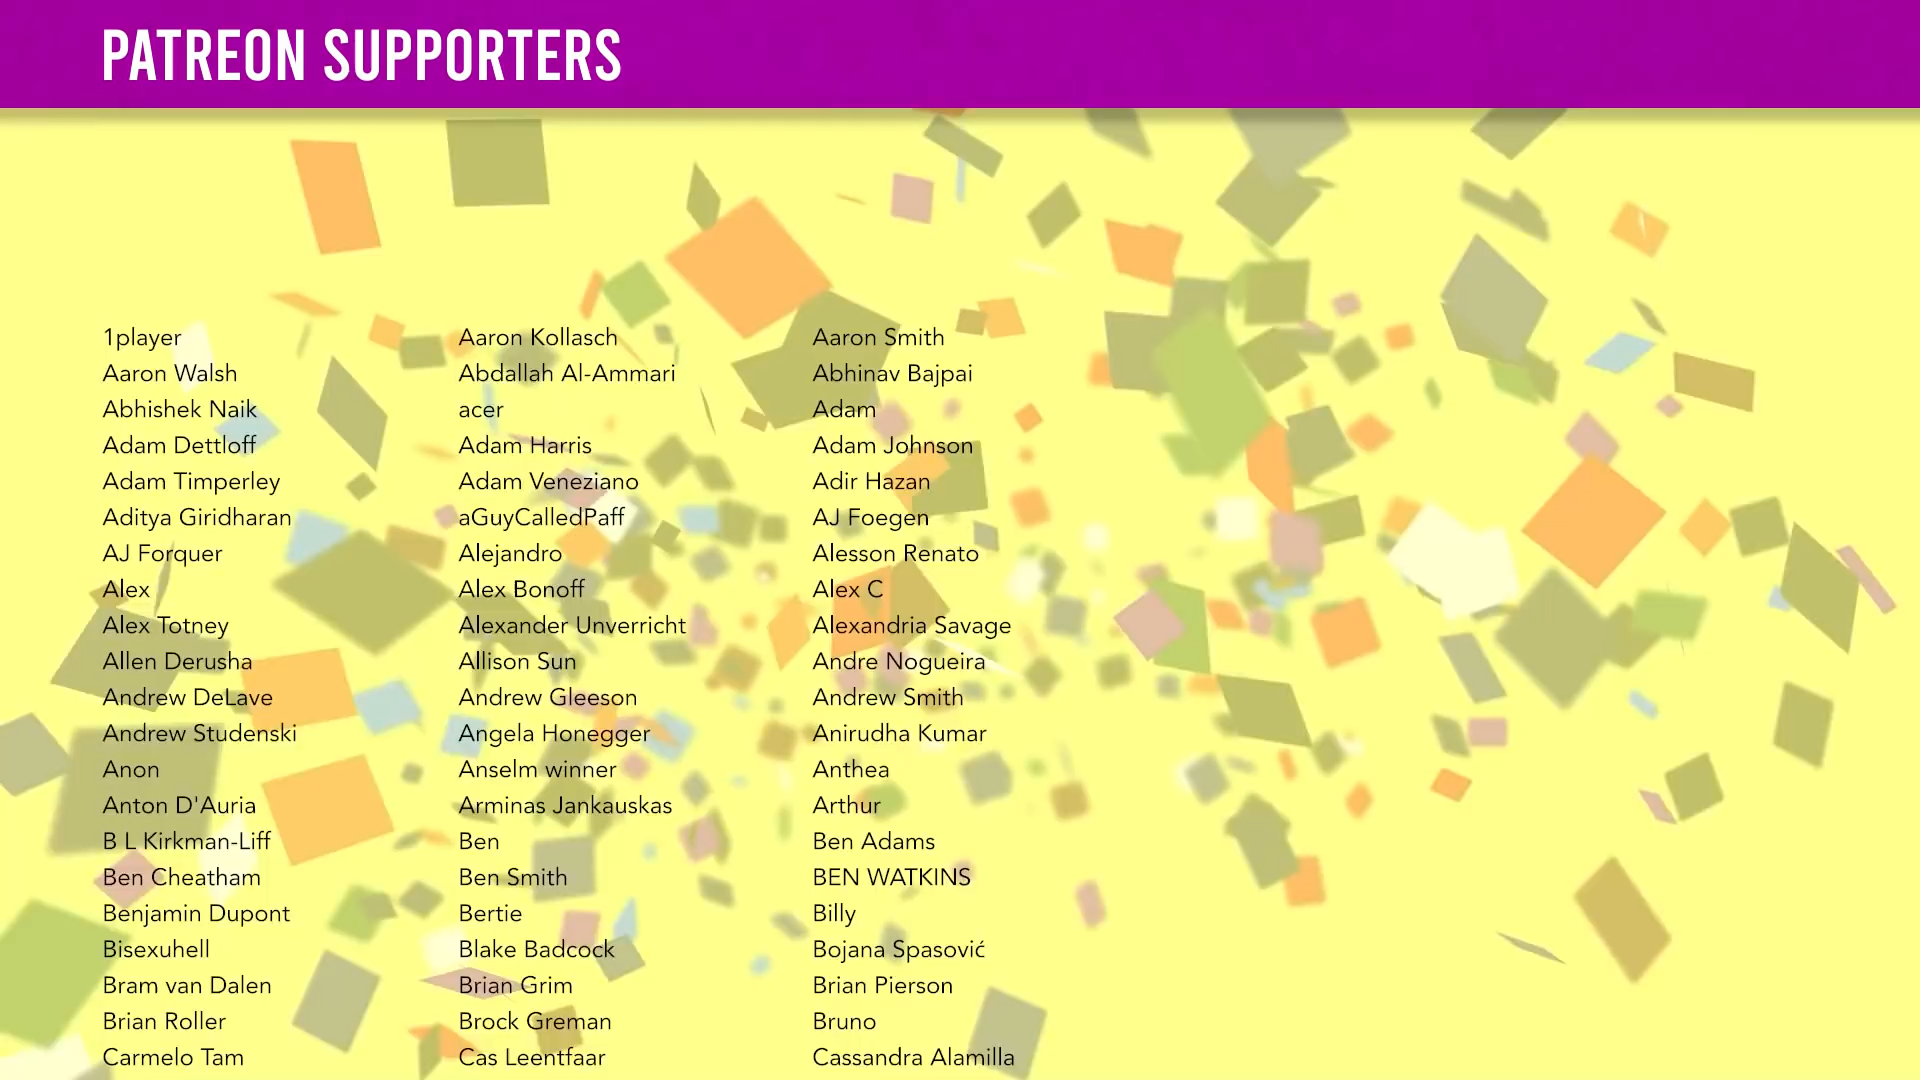 PATREON SUPPORTERS
1player Aaron Kollasch Aaron Smith
Aaron Walsh Abdallah Al-Ammari Abhinav Bajpai
Abhishek Naik acer Adam
Adam Dettloff Adam Harris Adam Johnson
Adam Timperley Adam Veneziano Adir Hazan
Aditya Giridharan aGuyCalledPaff AJ Foegen
AJ Forquer Alejandro Alesson Renato
Alex Alex Bonoff Alex C
Alex Totney Alexander Unverricht Alexandria Savage
Allen Derusha Allison Sun Andre Nogueira
Andrew DeLave Andrew Gleeson Andrew Smith
Andrew Studenski Angela Honegger Anirudha Kumar
Anon Anselm winner Anthea
Anton D'Auria Arminas Jankauskas Arthur
B L Kirkman-Liff Ben Ben Adams
Ben Cheatham Ben Smith BEN WATKINS
Benjamin Dupont Bertie Billy
Bisexuhell Blake Badcock Bojana Spasović
Bram van Dalen Brian Grim Brian Pierson
Brian Roller Brock Greman Bruno
Carmelo Tam Cas Leentfaar Cassandra Alamilla